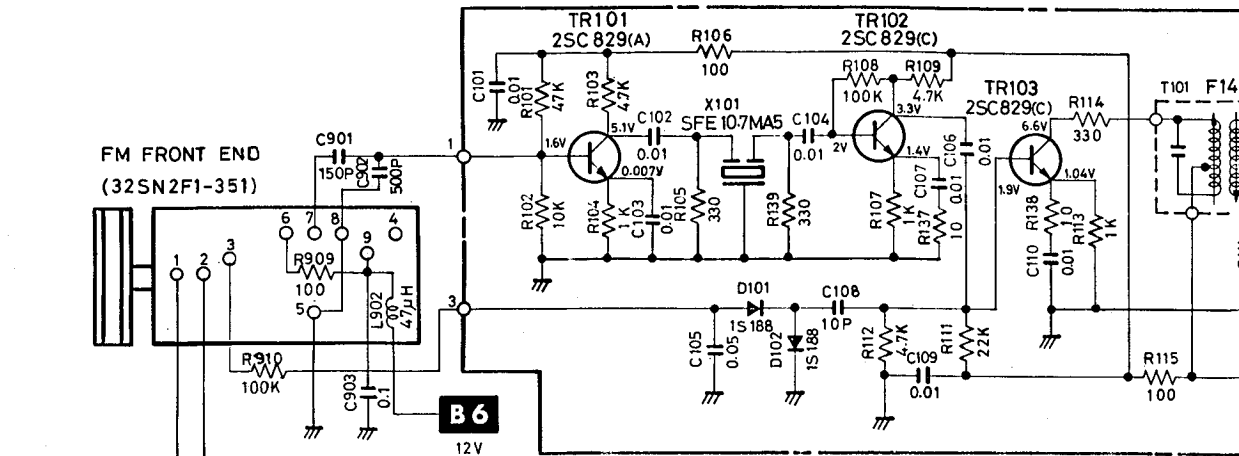 TR101
2SC829(A)
R106
100
TR102
2SC829(C)
C101
0.01
R101
47K
R103
4.7K
R108
100K
R109
4.7K
TR103
2SC829(C)
T101
F14
R114
330
C102
0.01
X101
SFE10.7MA5
C104
0.01
3.3V
6.6V
5.1V
1.6V
2V
1.4V
C106
0.01
1.9V
1.04V
FM FRONT END
(32SN2F1-351)
C901
150P
C902
500P
1
0.007V
R102
10K
R104
1K
C103
0.01
R105
330
R139
330
R107
1K
C107
0.01
R137
10
R138
10
R113
1K
C110
0.01
6
7
8
4
3
9
1
2
R909
100
5
L902
47μH
3
D101
1S188
C108
10P
C105
0.05
D102
1S188
R112
4.7K
R111
22K
C109
0.01
R115
100
R910
100K
C903
0.1
B6
12V